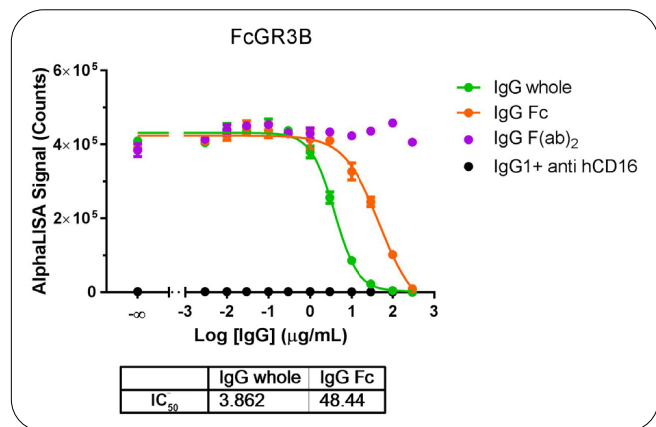 FcGR3B
AlphaLISA Signal (Counts)
6×10⁵
4×10⁵
2×10⁵
0
-∞
-3
-2
-1
0
1
2
3
Log [IgG] (μg/mL)
IgG whole
IgG Fc
IgG F(ab)₂
IgG1+ anti hCD16
IgG whole IgG Fc
IC₅₀ 3.862 48.44